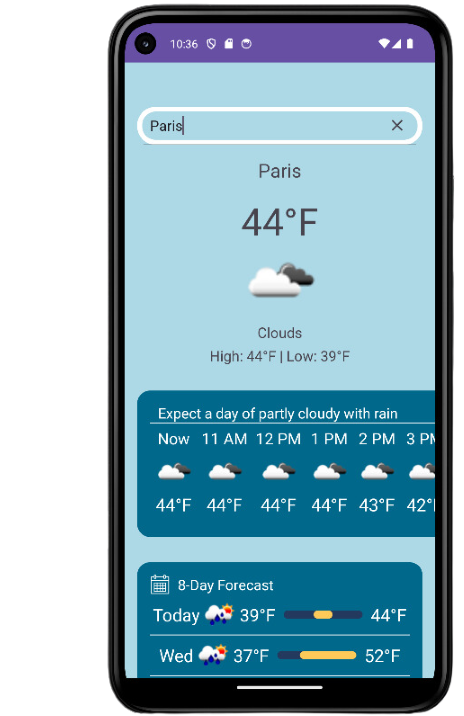 10:36
Paris
Paris
44°F
Clouds
High: 44°F | Low: 39°F
Expect a day of partly cloudy with rain
Now 11 AM 12 PM 1 PM 2 PM 3 PM
44°F 44°F 44°F 44°F 43°F 42°F
8-Day Forecast
Today 39°F 44°F
Wed 37°F 52°F